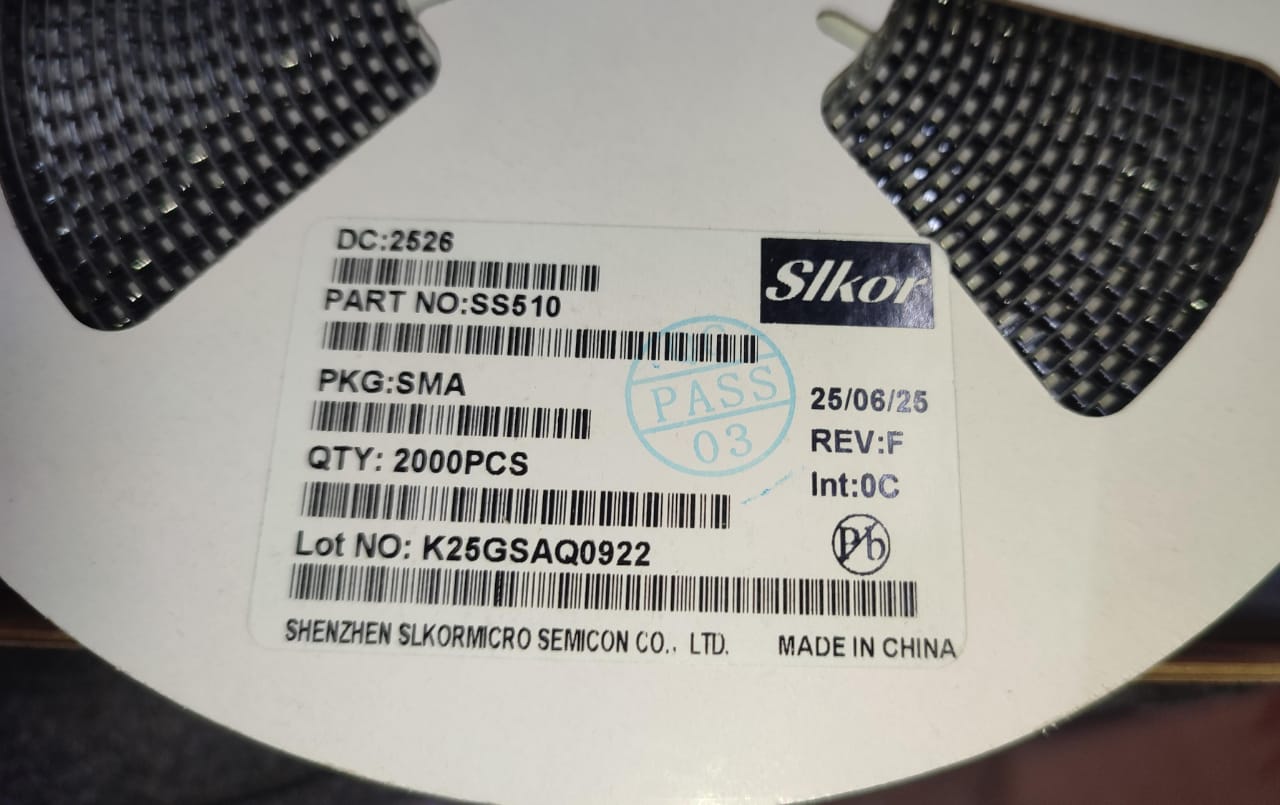 DC:2526
Slkor
PART NO:SS510
PKG:SMA
PASS
03
25/06/25
REV:F
QTY: 2000PCS
Int:0C
Lot NO: K25GSAQ0922
Pb
SHENZHEN SLKORMICRO SEMICON CO., LTD.
MADE IN CHINA